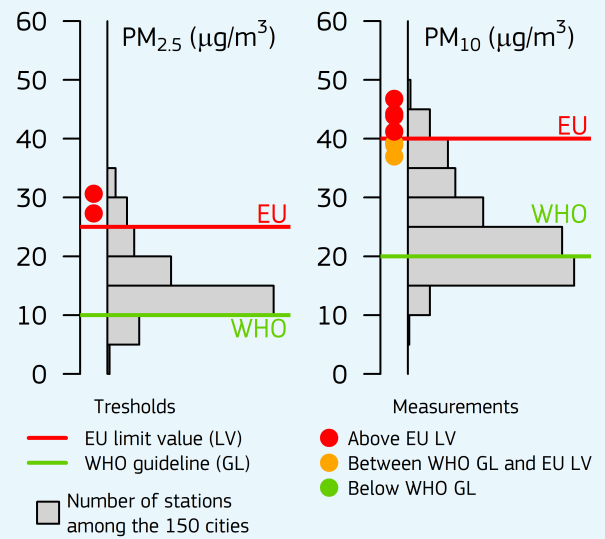 PM2.5 (μg/m³)
60
50
40
30
20
10
0
EU
WHO
PM10 (μg/m³)
60
50
40
30
20
10
0
EU
WHO
Tresholds
EU limit value (LV)
WHO guideline (GL)
Number of stations
among the 150 cities
Measurements
Above EU LV
Between WHO GL and EU LV
Below WHO GL